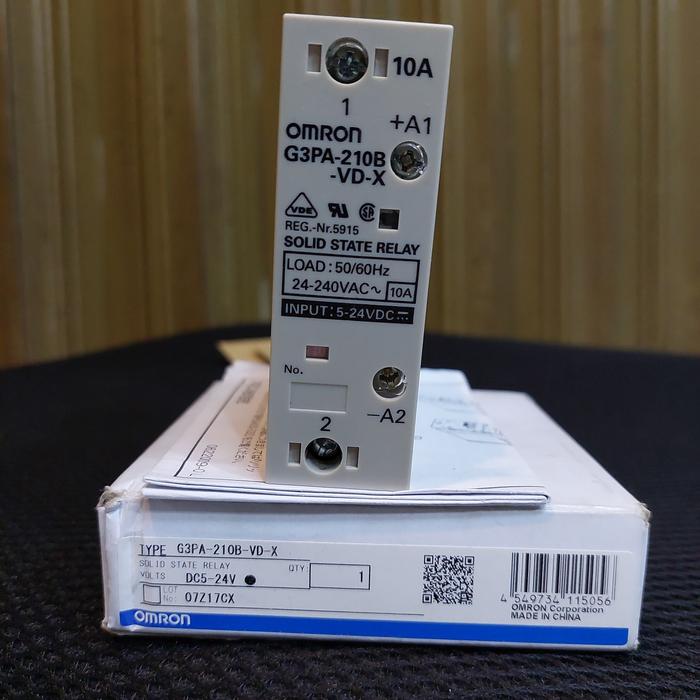 10A
1
+A1
OMRON
G3PA-210B
-VD-X
VDE
REG.-Nr.5915
SOLID STATE RELAY
LOAD: 50/60Hz
24-240VAC~ 10A
INPUT: 5-24VDC
No.
-A2
2
TYPE G3PA-210B-VD-X
SOLID STATE RELAY
VOLTS DC5-24V
QTY: 1
LOT No: 07Z17CX
OMRON
4 549734 115056
OMRON Corporation
MADE IN CHINA